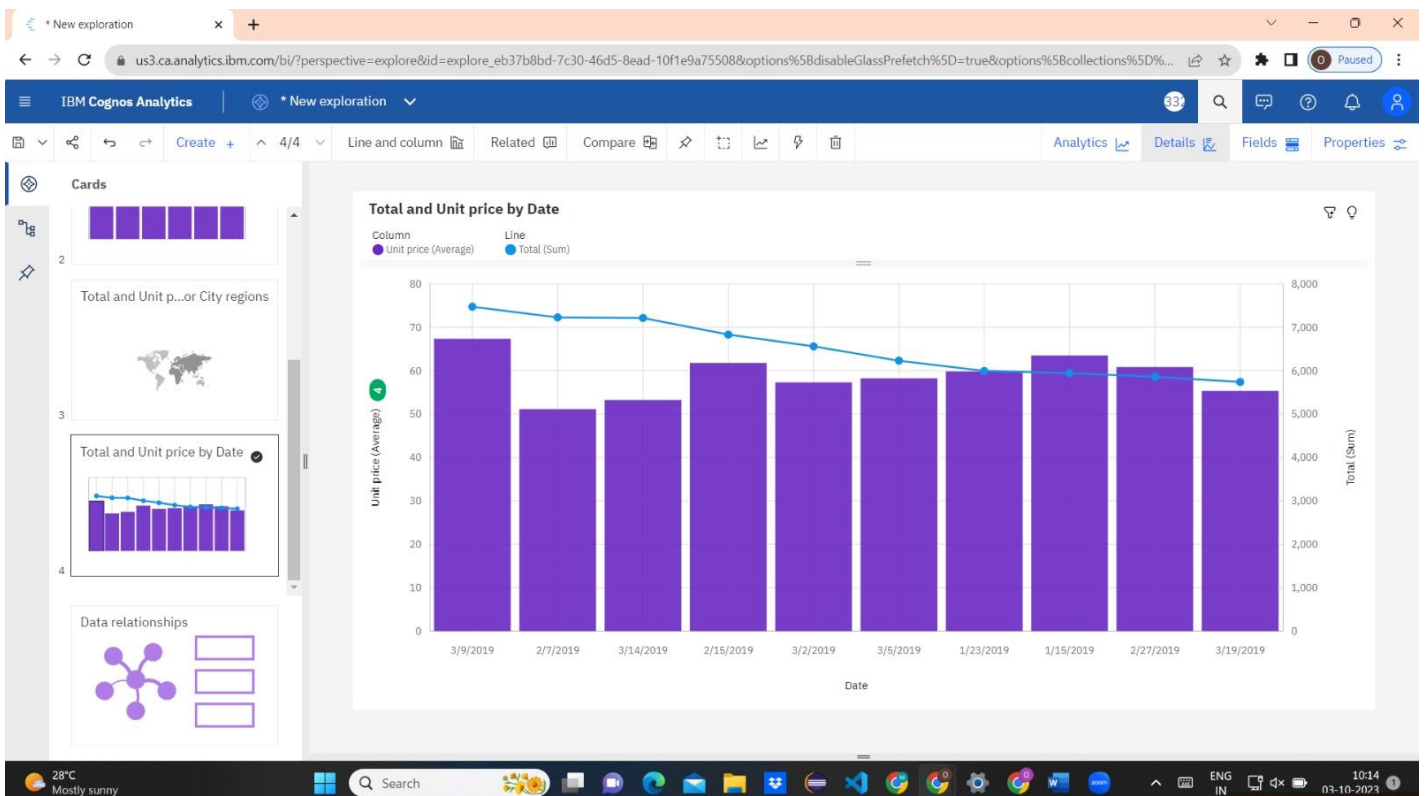 * New exploration
us3.ca.analytics.ibm.com/bi/?perspective=explore&id=explore_eb37b8bd-7c30-46d5-8ead-10f1e9a75508&options%5BdisableGlassPrefetch%5D=true&options%5Bcollections%5D%...
O Paused
IBM Cognos Analytics * New exploration
Create + 4/4 Line and column Related Compare Analytics Details Fields Properties
Cards
2
Total and Unit p...or City regions
3
Total and Unit price by Date
4
Data relationships
Total and Unit price by Date
Column Line
Unit price (Average) Total (Sum)
Unit price (Average) 4
80
70
60
50
40
30
20
10
0
8,000
7,000
6,000
5,000
4,000
3,000
2,000
1,000
0
Total (Sum)
3/9/2019 2/7/2019 3/14/2019 2/15/2019 3/2/2019 3/5/2019 1/23/2019 1/15/2019 2/27/2019 3/19/2019
Date
28°C
Mostly sunny
Search
zoom
ENG
IN
10:14
03-10-2023
1